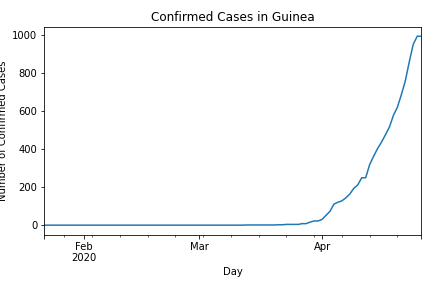 Confirmed Cases in Guinea
Number of Confirmed Cases
1000
800
600
400
200
0
Feb
2020
Mar
Apr
Day